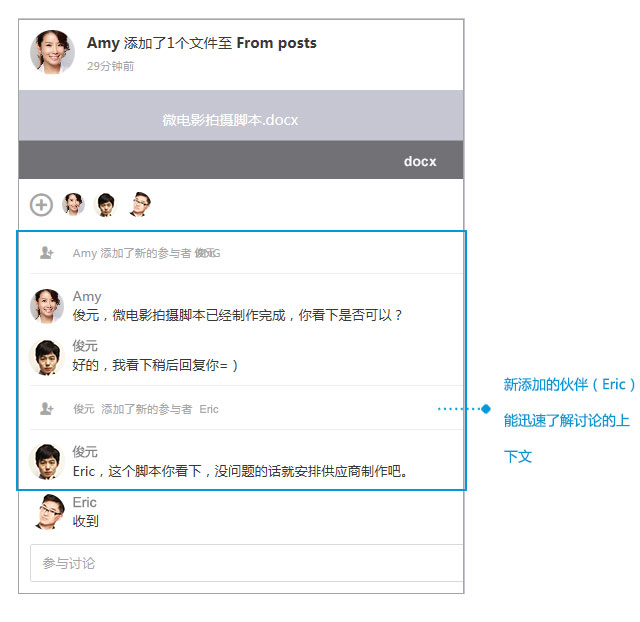 Amy 添加了1个文件至 From posts
29分钟前
微电影拍摄脚本.docx
docx
Amy 添加了新的参与者 俊元
Amy
俊元，微电影拍摄脚本已经制作完成，你看下是否可以？
俊元
好的，我看下稍后回复你=）
俊元 添加了新的参与者 Eric
俊元
Eric，这个脚本你看下，没问题的话就安排供应商制作吧。
Eric
收到
参与讨论
新添加的伙伴（Eric）
能迅速了解讨论的上
下文